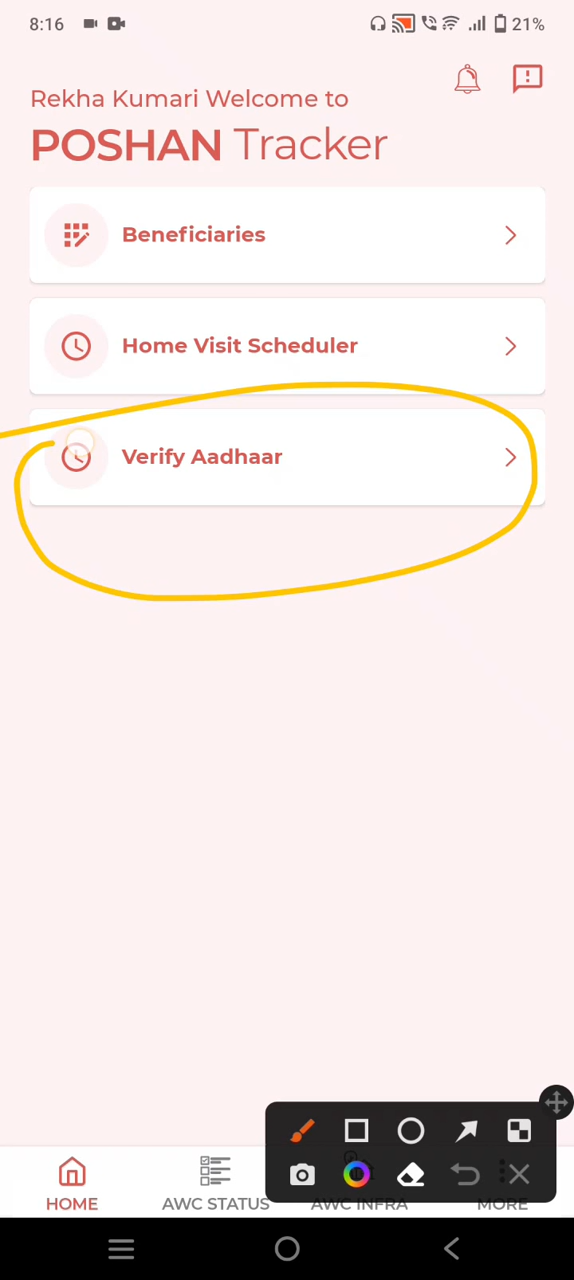 8:16
21%
Rekha Kumari Welcome to
POSHAN Tracker
Beneficiaries
Home Visit Scheduler
Verify Aadhaar
HOME
AWC STATUS
AWC INFRA
MORE